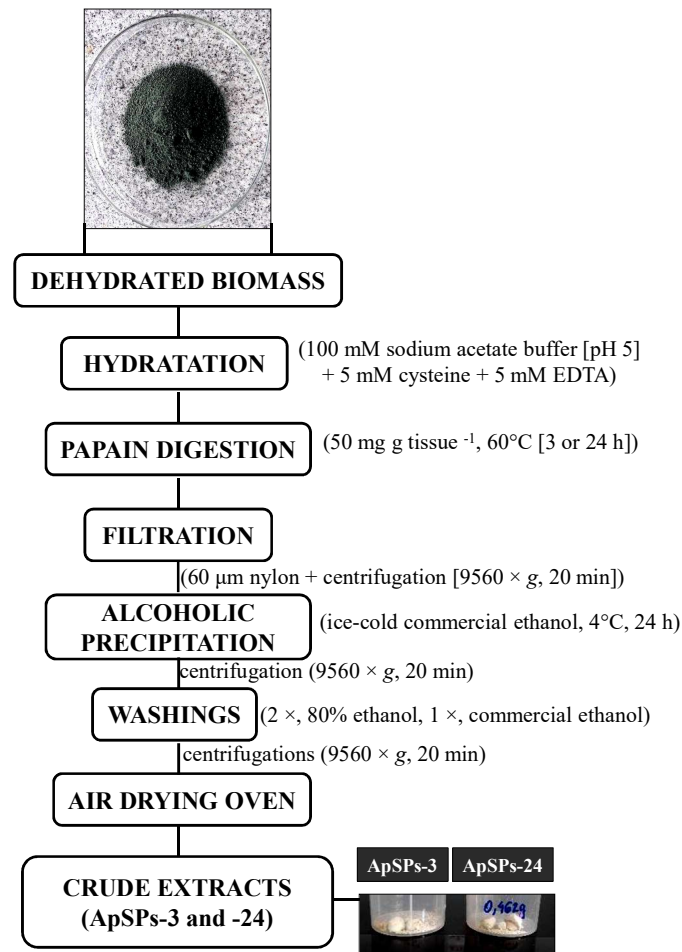 DEHYDRATED BIOMASS
HYDRATATION
(100 mM sodium acetate buffer [pH 5]
+ 5 mM cysteine + 5 mM EDTA)
PAPAIN DIGESTION
(50 mg g tissue -1, 60°C [3 or 24 h])
FILTRATION
(60 μm nylon + centrifugation [9560 × g, 20 min])
ALCOHOLIC
PRECIPITATION
(ice-cold commercial ethanol, 4°C, 24 h)
centrifugation (9560 × g, 20 min)
WASHINGS
(2 ×, 80% ethanol, 1 ×, commercial ethanol)
centrifugations (9560 × g, 20 min)
AIR DRYING OVEN
CRUDE EXTRACTS
(ApSPs-3 and -24)
ApSPs-3
ApSPs-24
0,462g